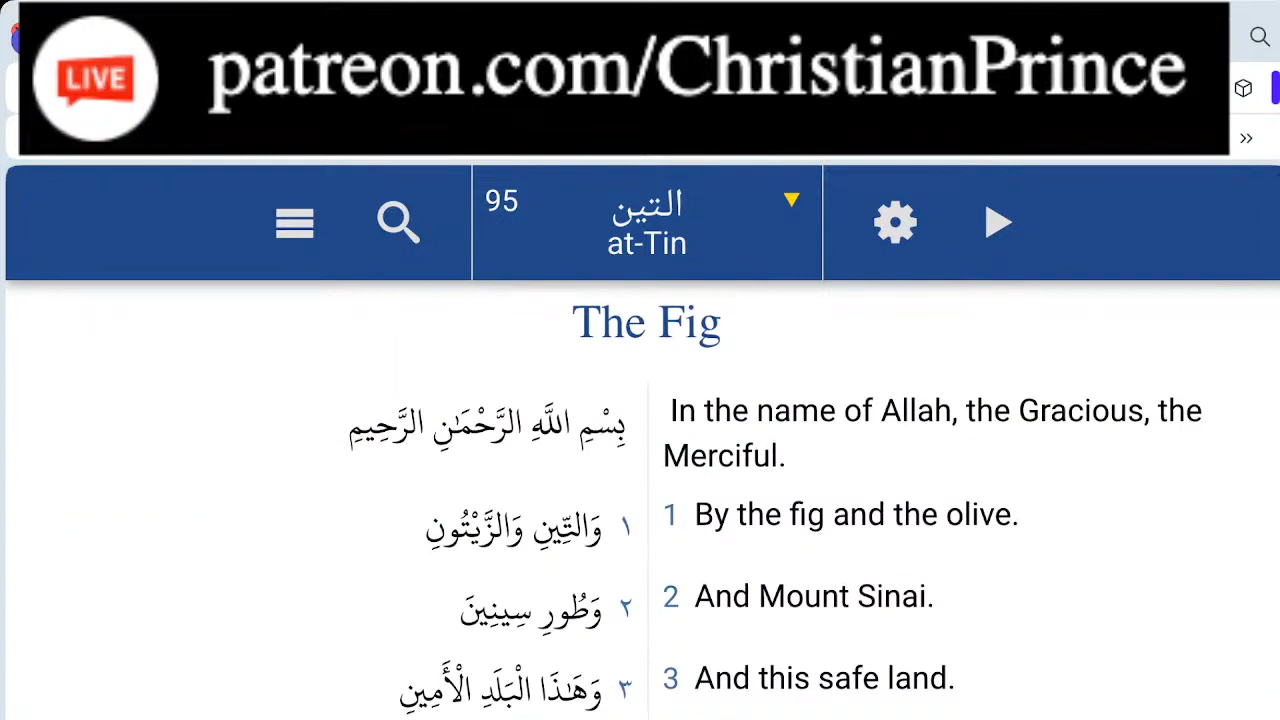 LIVE patreon.com/ChristianPrince
95 التين
at-Tin
The Fig
بِسْمِ اللَّهِ الرَّحْمَٰنِ الرَّحِيمِ
In the name of Allah, the Gracious, the
Merciful.
١ وَالتِّينِ وَالزَّيْتُونِ
1 By the fig and the olive.
٢ وَطُورِ سِينِينَ
2 And Mount Sinai.
٣ وَهَٰذَا الْبَلَدِ الْأَمِينِ
3 And this safe land.